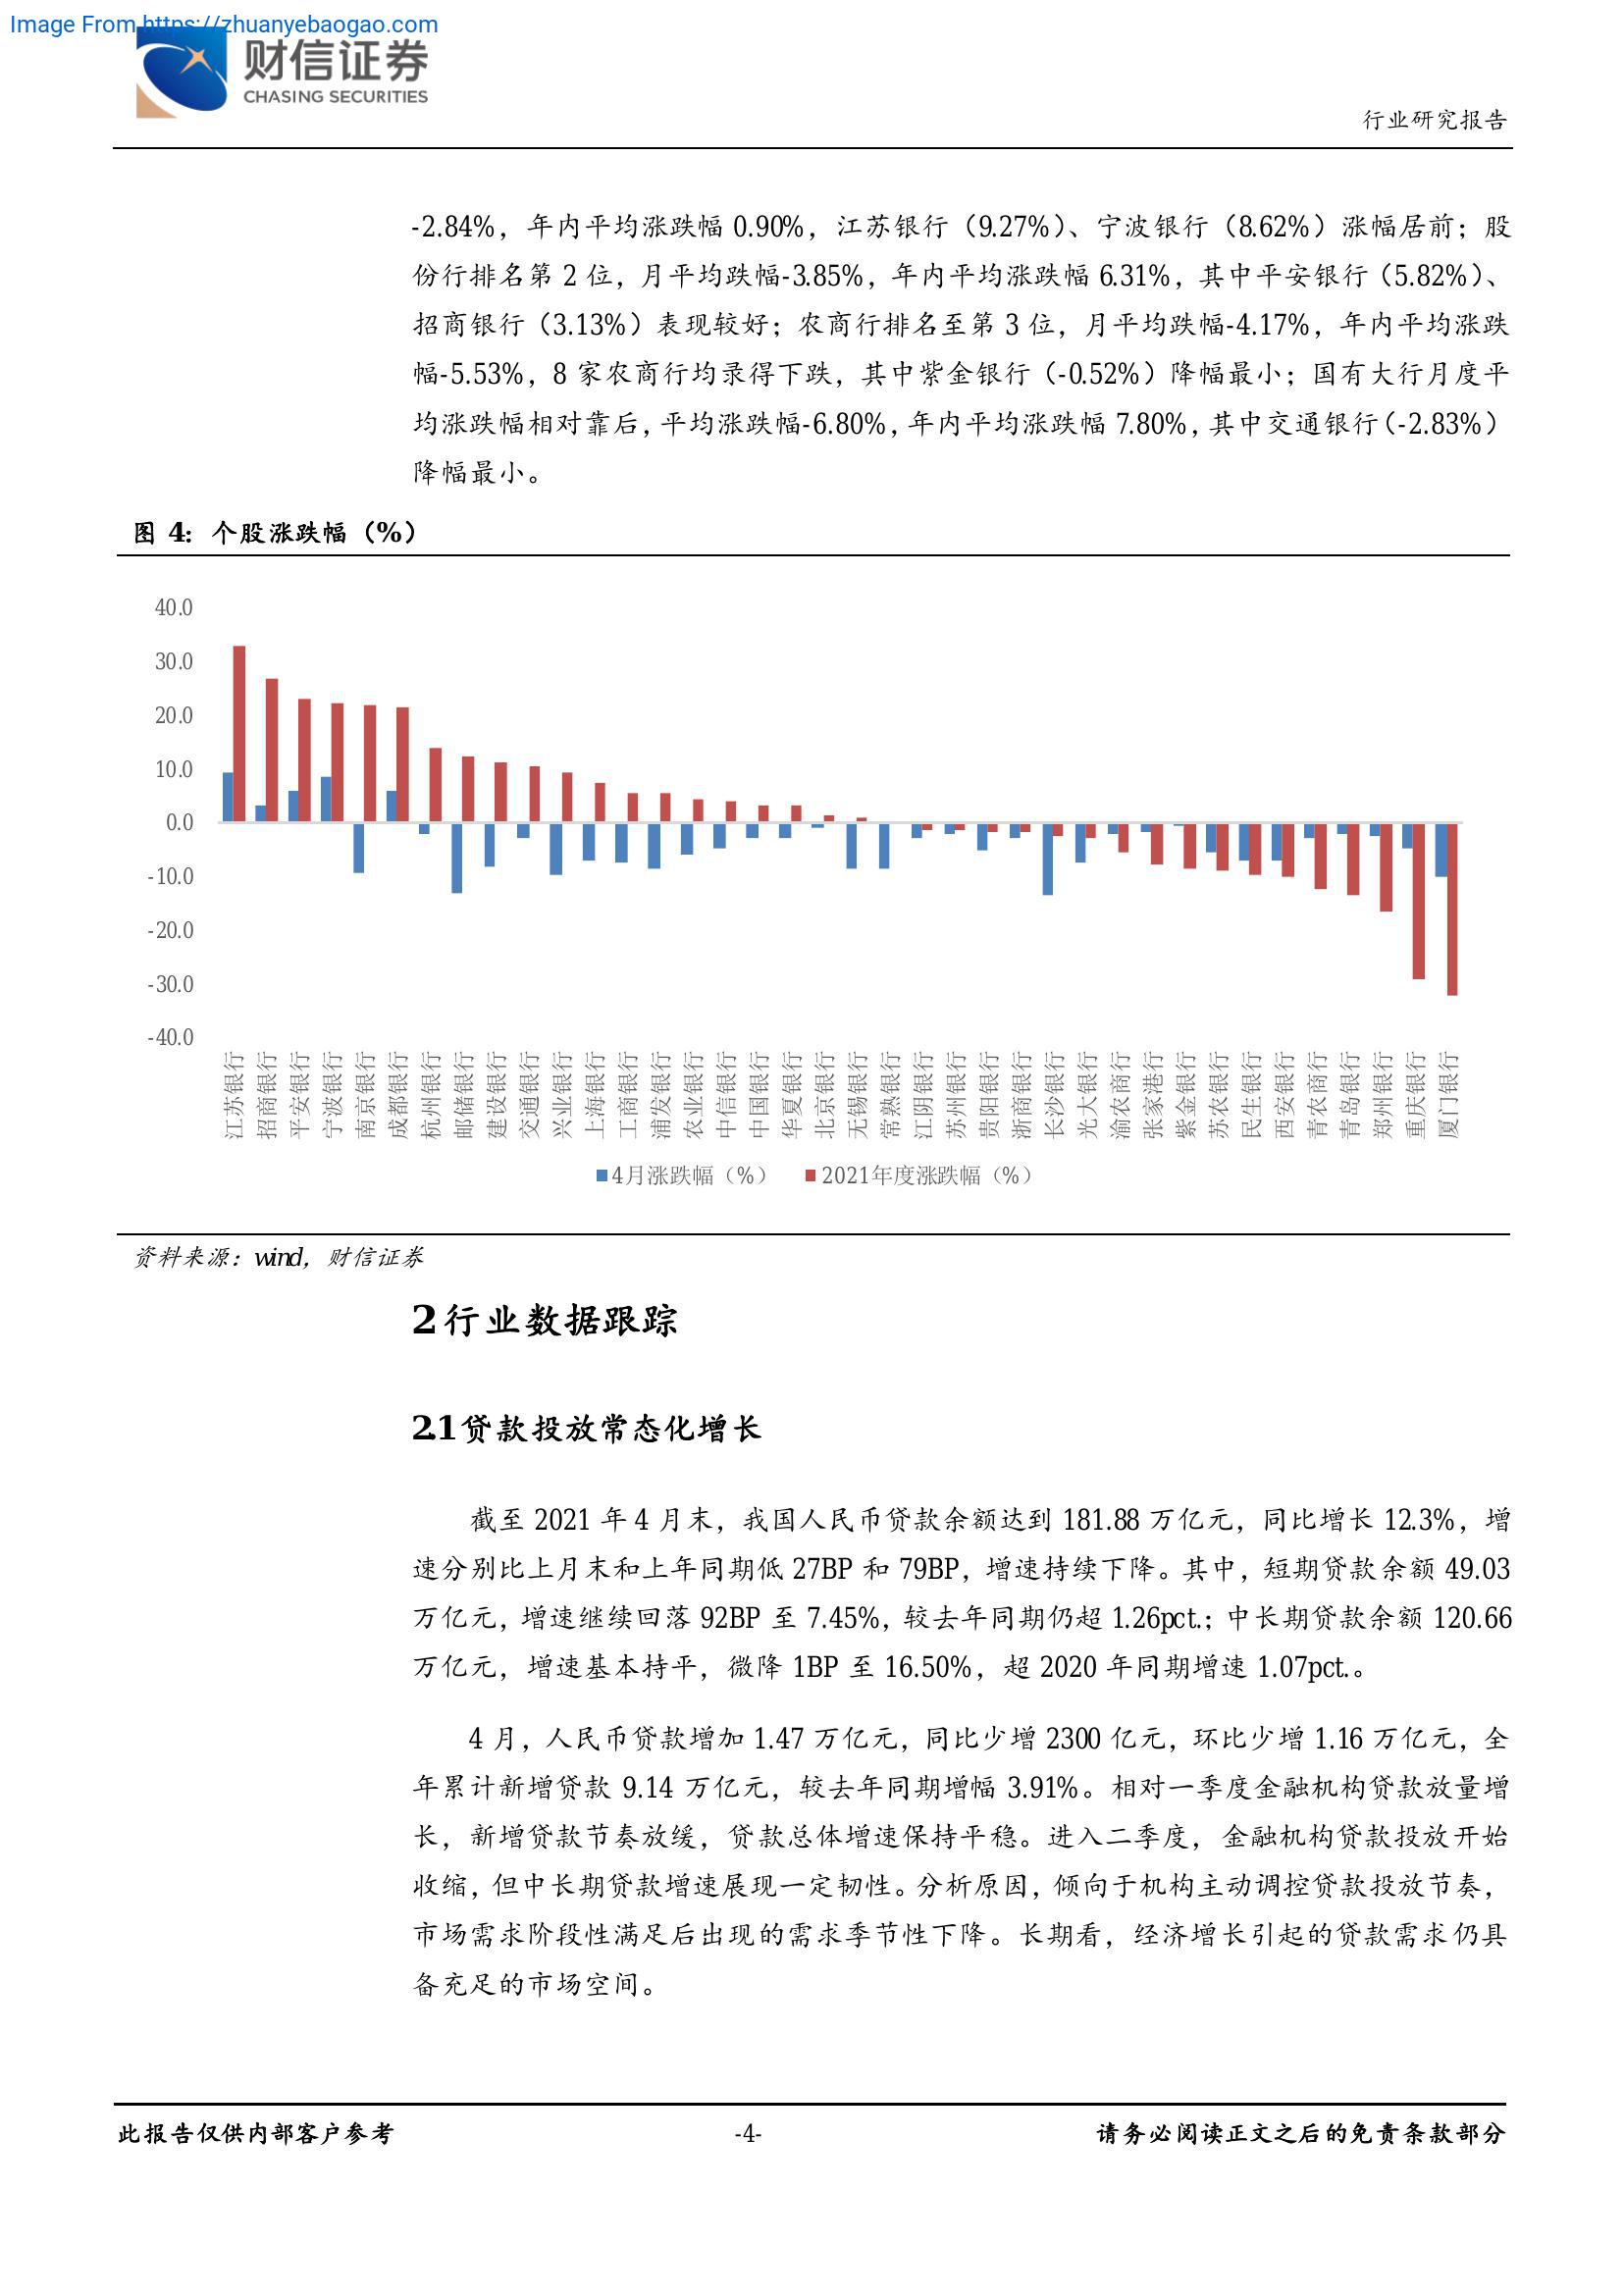 Image From https://zhuanyebaogao.com
财信证券
CHASING SECURITIES
行业研究报告
-2.84%，年内平均涨跌幅 0.90%，江苏银行（9.27%）、宁波银行（8.62%）涨幅居前；股
份行排名第 2 位，月平均跌幅-3.85%，年内平均涨跌幅 6.31%，其中平安银行（5.82%）、
招商银行（3.13%）表现较好；农商行排名至第 3 位，月平均跌幅-4.17%，年内平均涨跌
幅-5.53%，8 家农商行均录得下跌，其中紫金银行（-0.52%）降幅最小；国有大行月度平
均涨跌幅相对靠后，平均涨跌幅-6.80%，年内平均涨跌幅 7.80%，其中交通银行（-2.83%）
降幅最小。
图 4：个股涨跌幅（%）
40.0
30.0
20.0
10.0
0.0
-10.0
-20.0
-30.0
-40.0
江苏银行
招商银行
平安银行
宁波银行
南京银行
成都银行
杭州银行
邮储银行
建设银行
交通银行
兴业银行
上海银行
工商银行
浦发银行
农业银行
中信银行
中国银行
华夏银行
北京银行
无锡银行
常熟银行
江阴银行
苏州银行
贵阳银行
浙商银行
长沙银行
光大银行
渝农商行
张家港行
紫金银行
苏农银行
民生银行
西安银行
青农商行
青岛银行
郑州银行
重庆银行
厦门银行
4月涨跌幅（%）
2021年度涨跌幅（%）
资料来源：wind，财信证券
2 行业数据跟踪
2.1 贷款投放常态化增长
截至 2021 年 4 月末，我国人民币贷款余额达到 181.88 万亿元，同比增长 12.3%，增
速分别比上月末和上年同期低 27BP 和 79BP，增速持续下降。其中，短期贷款余额 49.03
万亿元，增速继续回落 92BP 至 7.45%，较去年同期仍超 1.26pct.；中长期贷款余额 120.66
万亿元，增速基本持平，微降 1BP 至 16.50%，超 2020 年同期增速 1.07pct.。
4 月，人民币贷款增加 1.47 万亿元，同比少增 2300 亿元，环比少增 1.16 万亿元，全
年累计新增贷款 9.14 万亿元，较去年同期增幅 3.91%。相对一季度金融机构贷款放量增
长，新增贷款节奏放缓，贷款总体增速保持平稳。进入二季度，金融机构贷款投放开始
收缩，但中长期贷款增速展现一定韧性。分析原因，倾向于机构主动调控贷款投放节奏，
市场需求阶段性满足后出现的需求季节性下降。长期看，经济增长引起的贷款需求仍具
备充足的市场空间。
此报告仅供内部客户参考
-4-
请务必阅读正文之后的免责条款部分